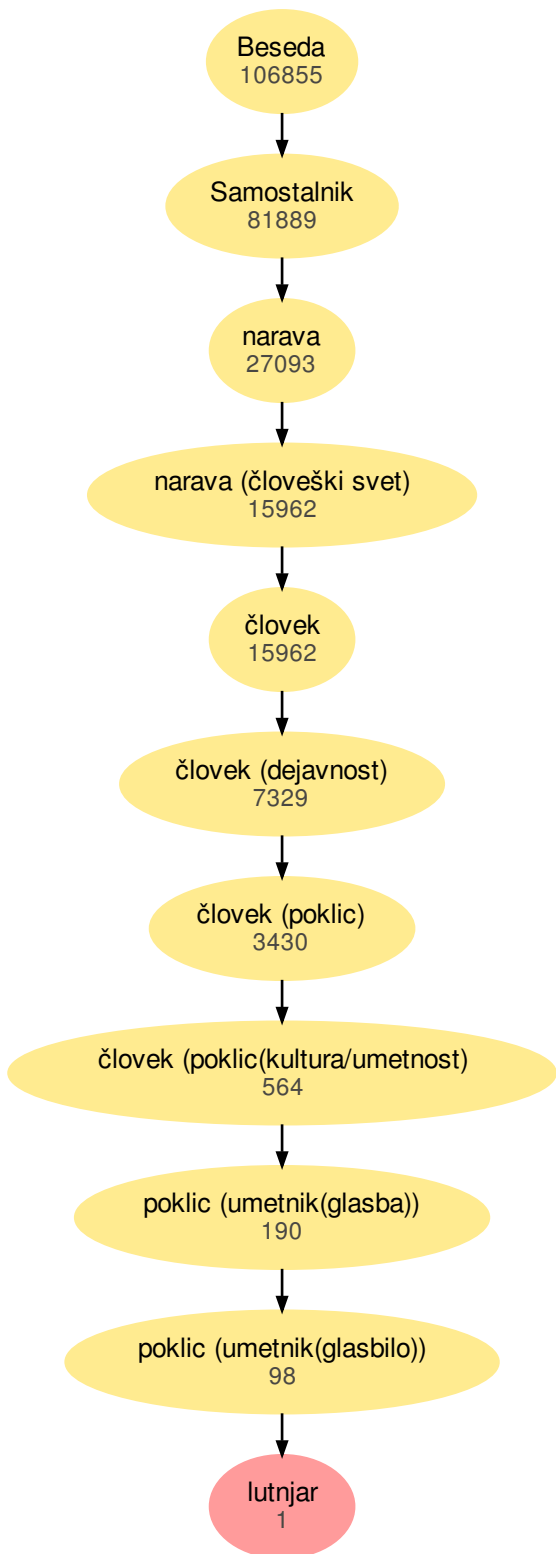 Beseda
106855
Samostalnik
81889
narava
27093
narava (človeški svet)
15962
človek
15962
človek (dejavnost)
7329
človek (poklic)
3430
človek (poklic(kultura/umetnost)
564
poklic (umetnik(glasba))
190
poklic (umetnik(glasbilo))
98
lutnjar
1